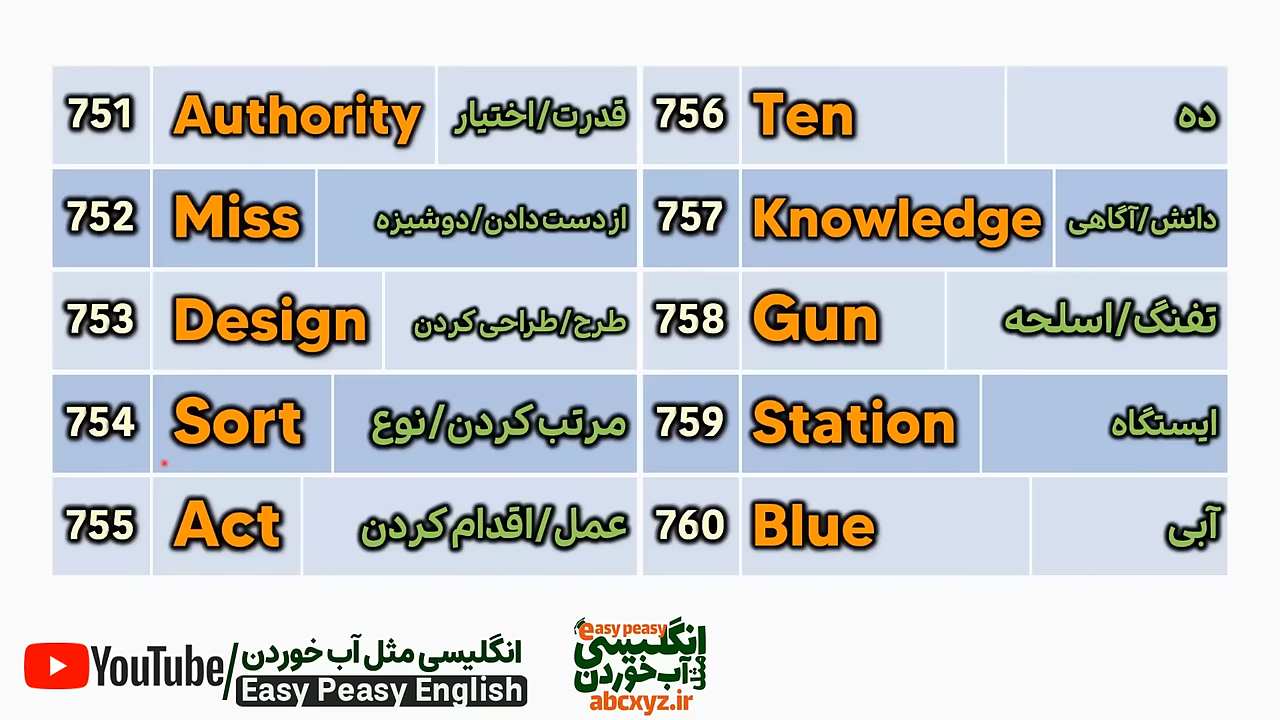 751 Authority قدرت/اختیار
752 Miss ازدست‌دادن/دوشیزه
753 Design طرح/طراحی‌کردن
754 Sort مرتب‌کردن/نوع
755 Act عمل/اقدام‌کردن
756 Ten ده
757 Knowledge دانش/آگاهی
758 Gun تفنگ/اسلحه
759 Station ایستگاه
760 Blue آبی
YouTube/انگلیسی مثل آب خوردن
Easy Peasy English
easy peasy
انگلیسی
مثل آب خوردن
abcxyz.ir